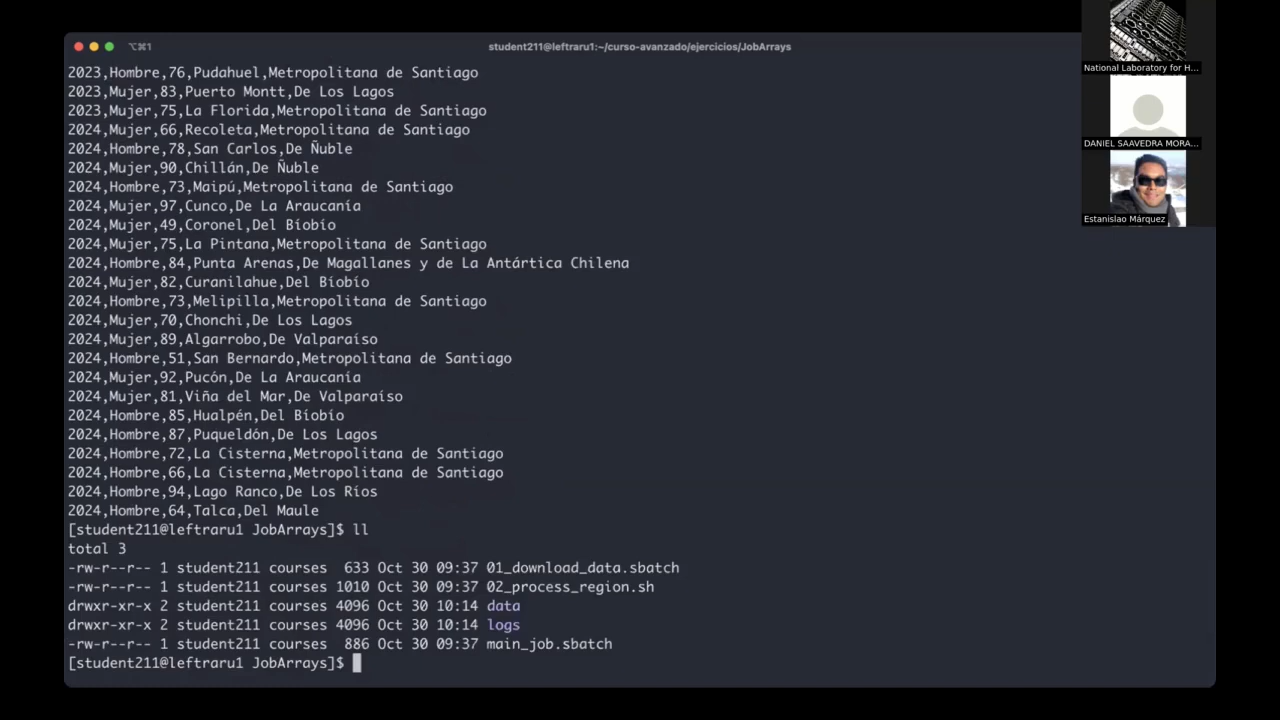 ⌥⌘1
student211@leftraru1:~/curso-avanzado/ejercicios/JobArrays
2023,Hombre,76,Pudahuel,Metropolitana de Santiago
2023,Mujer,83,Puerto Montt,De Los Lagos
2023,Mujer,75,La Florida,Metropolitana de Santiago
2024,Mujer,66,Recoleta,Metropolitana de Santiago
2024,Hombre,78,San Carlos,De Ñuble
2024,Mujer,90,Chillán,De Ñuble
2024,Hombre,73,Maipú,Metropolitana de Santiago
2024,Mujer,97,Cunco,De La Araucanía
2024,Mujer,49,Coronel,Del Bíobío
2024,Mujer,75,La Pintana,Metropolitana de Santiago
2024,Hombre,84,Punta Arenas,De Magallanes y de La Antártica Chilena
2024,Mujer,82,Curanilahue,Del Bíobío
2024,Hombre,73,Melipilla,Metropolitana de Santiago
2024,Mujer,70,Chonchi,De Los Lagos
2024,Mujer,89,Algarrobo,De Valparaíso
2024,Hombre,51,San Bernardo,Metropolitana de Santiago
2024,Mujer,92,Pucón,De La Araucanía
2024,Mujer,81,Viña del Mar,De Valparaíso
2024,Hombre,85,Hualpén,Del Bíobío
2024,Hombre,87,Puqueldón,De Los Lagos
2024,Hombre,72,La Cisterna,Metropolitana de Santiago
2024,Hombre,66,La Cisterna,Metropolitana de Santiago
2024,Hombre,94,Lago Ranco,De Los Ríos
2024,Hombre,64,Talca,Del Maule
[student211@leftraru1 JobArrays]$ ll
total 3
-rw-r--r-- 1 student211 courses  633 Oct 30 09:37 01_download_data.sbatch
-rw-r--r-- 1 student211 courses 1010 Oct 30 09:37 02_process_region.sh
drwxr-xr-x 2 student211 courses 4096 Oct 30 10:14 data
drwxr-xr-x 2 student211 courses 4096 Oct 30 10:14 logs
-rw-r--r-- 1 student211 courses  886 Oct 30 09:37 main_job.sbatch
[student211@leftraru1 JobArrays]$
National Laboratory for H...
DANIEL SAAVEDRA MORA...
Estanislao Márquez